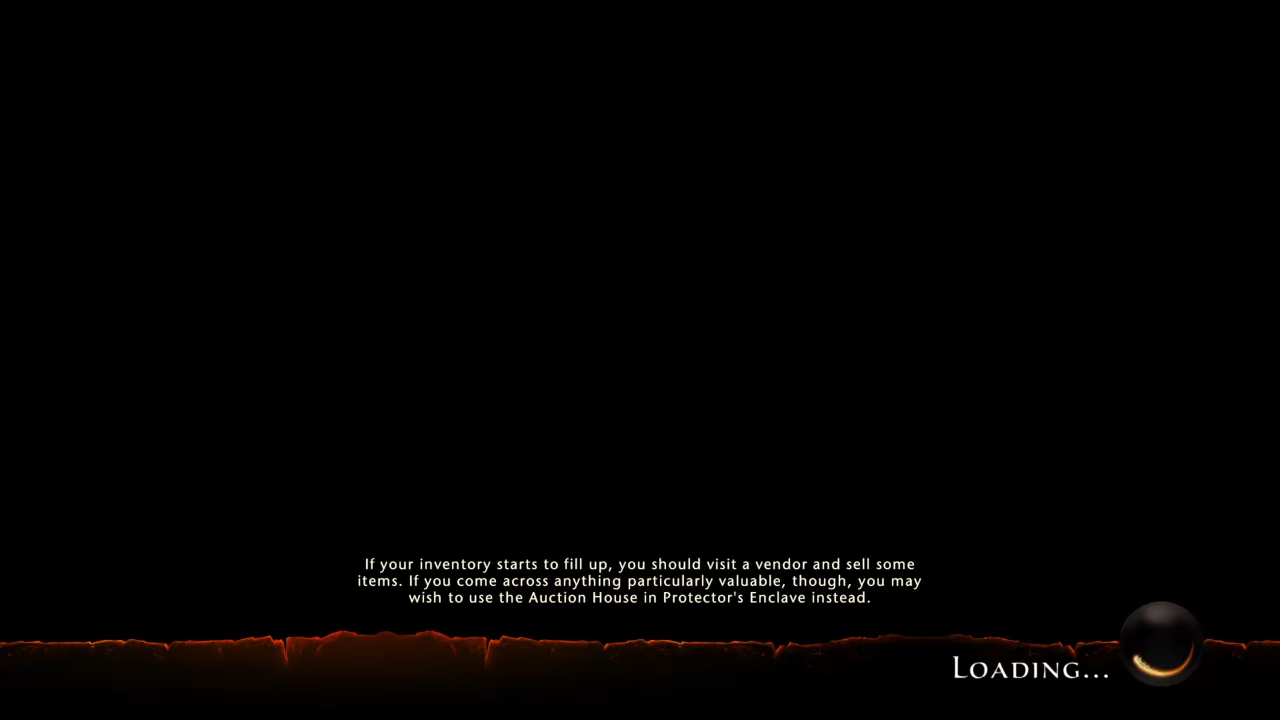 If your inventory starts to fill up, you should visit a vendor and sell some
items. If you come across anything particularly valuable, though, you may
wish to use the Auction House in Protector's Enclave instead.
Loading...